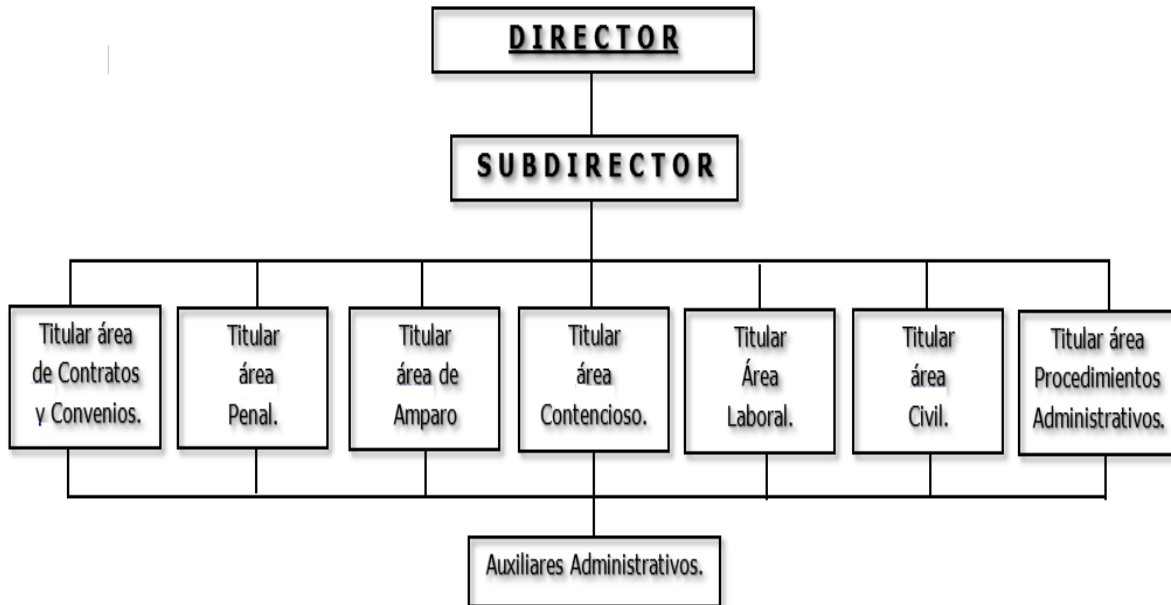 DIRECTOR
SUBDIRECTOR
Titular área
de Contratos
y Convenios.
Titular
área
Penal.
Titular
área de
Amparo
Titular
área
Contencioso.
Titular
Área
Laboral.
Titular
área
Civil.
Titular área
Procedimientos
Administrativos.
Auxiliares Administrativos.